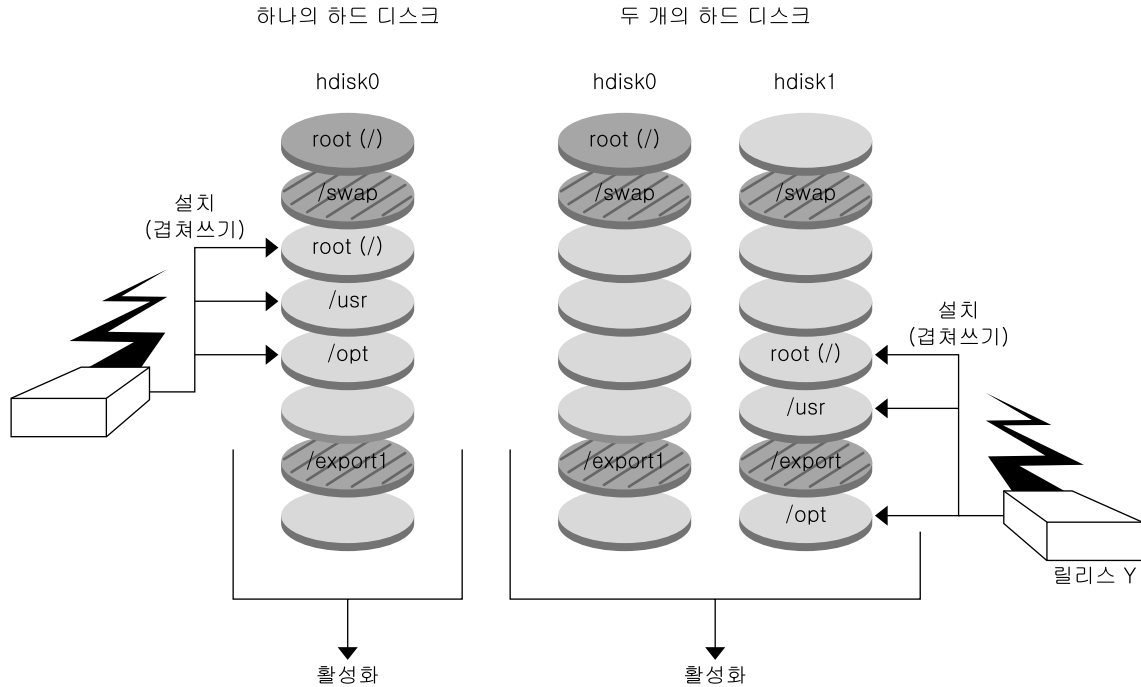 하나의 하드 디스크
두 개의 하드 디스크
hdisk0
hdisk0
hdisk1
root (/)
/swap
설치
(겹쳐쓰기)
root (/)
/usr
/opt
/export1
활성화
root (/)
/swap
/export1
/swap
설치
(겹쳐쓰기)
root (/)
/usr
/export
/opt
릴리스 Y
활성화